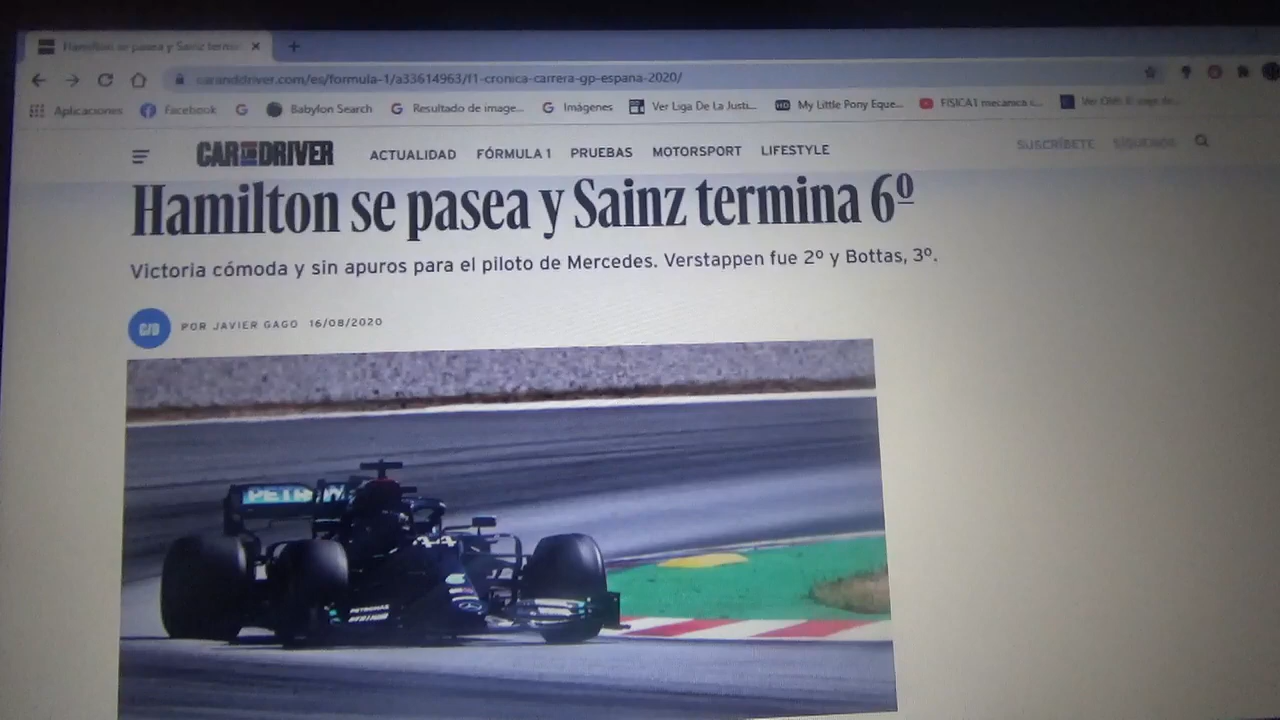 Hamilton se pasea y Sainz termin
caranddriver.com/es/formula-1/a33614963/f1-cronica-carrera-gp-espana-2020/
Aplicaciones Facebook Babylon Search Resultado de image... Imágenes Ver Liga De La Justi... My Little Pony Eque... FISICA1 mecanica
CAR AND DRIVER ACTUALIDAD FÓRMULA 1 PRUEBAS MOTORSPORT LIFESTYLE SUSCRÍBETE SÍGUENOS
Hamilton se pasea y Sainz termina 6º
Victoria cómoda y sin apuros para el piloto de Mercedes. Verstappen fue 2º y Bottas, 3º.
C/D POR JAVIER GAGO 16/08/2020
PETRONAS